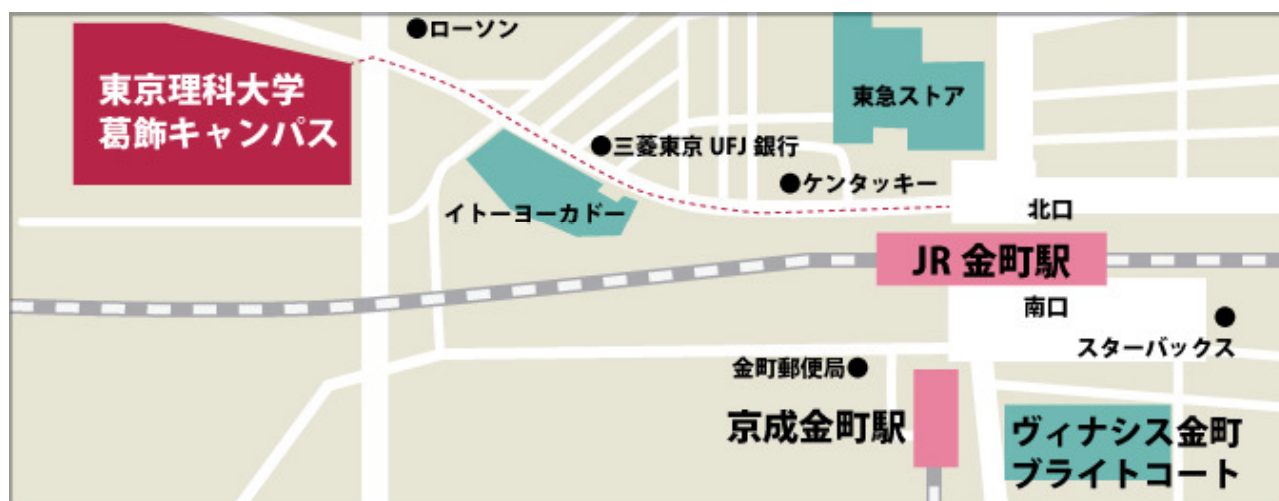 ローソン
東京理科大学
葛飾キャンパス
東急ストア
三菱東京UFJ銀行
ケンタッキー
イトーヨーカドー
北口
JR 金町駅
南口
スターバックス
金町郵便局
京成金町駅
ヴィナシス金町
ブライトコート